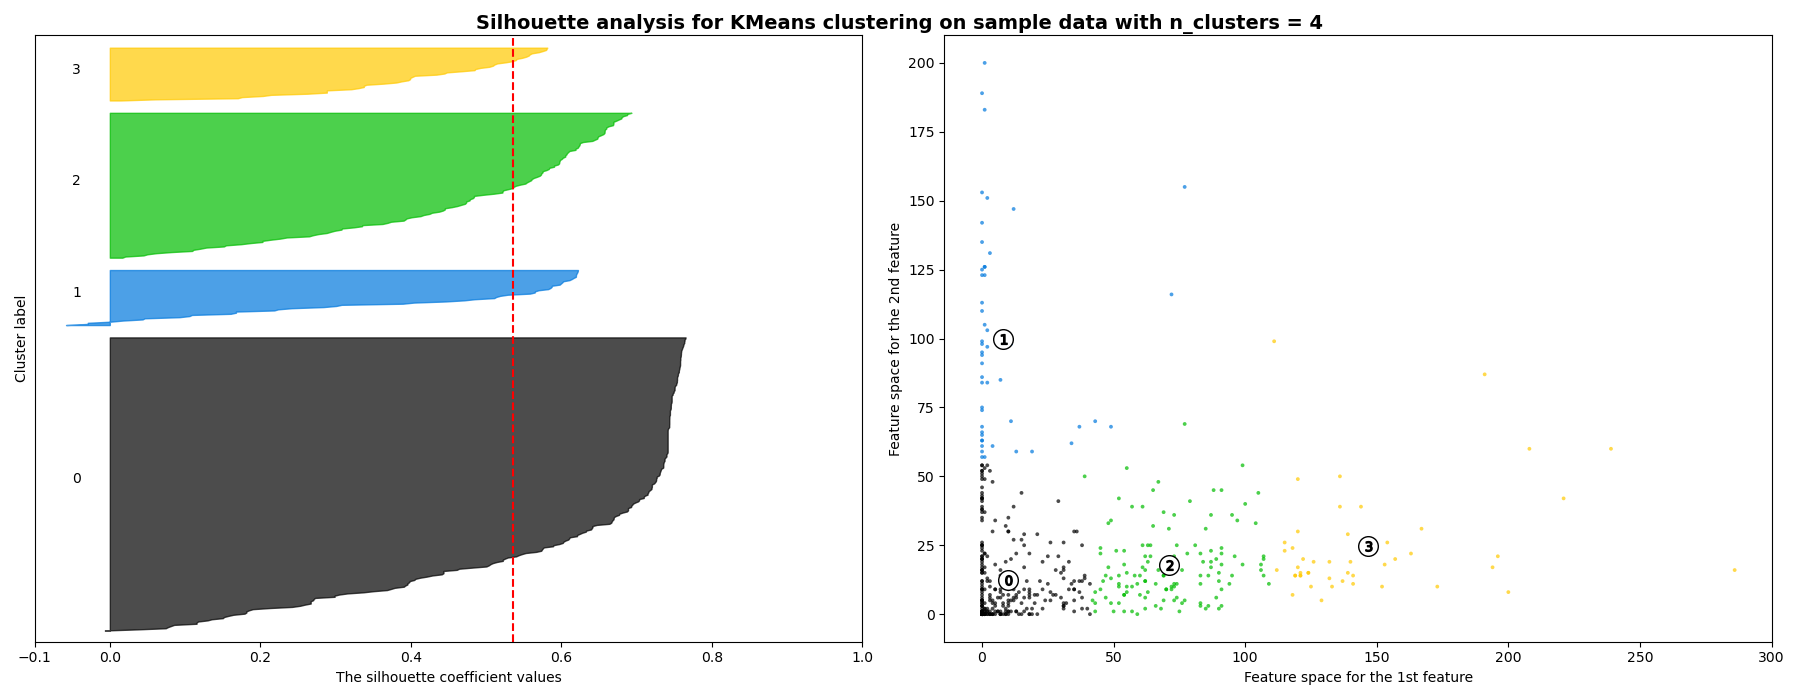 Silhouette analysis for KMeans clustering on sample data with n_clusters = 4
3
2
1
0
Cluster label
−0.1 0.0 0.2 0.4 0.6 0.8 1.0
The silhouette coefficient values
200
175
150
125
100
75
50
25
0
Feature space for the 2nd feature
1
0
2
3
0 50 100 150 200 250 300
Feature space for the 1st feature